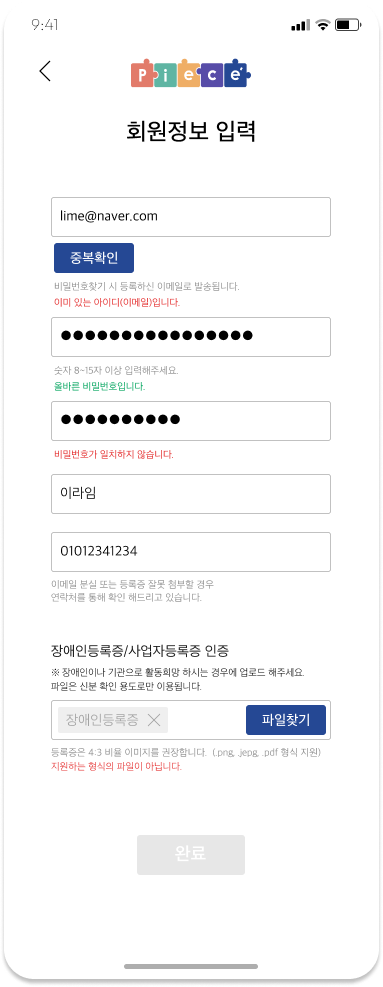 9:41
Piece
회원정보 입력
lime@naver.com
중복확인
비밀번호찾기 시 등록하신 이메일로 발송됩니다.
이미 있는 아이디(이메일)입니다.
●●●●●●●●●●●●●●●●
숫자 8~15자 이상 입력해주세요.
올바른 비밀번호입니다.
●●●●●●●●●●
비밀번호가 일치하지 않습니다.
이라임
01012341234
이메일 분실 또는 등록증 잘못 첨부할 경우
연락처를 통해 확인 해드리고 있습니다.
장애인등록증/사업자등록증 인증
※ 장애인이나 기관으로 활동희망 하시는 경우에 업로드 해주세요.
파일은 신분 확인 용도로만 이용됩니다.
장애인등록증
파일찾기
등록증은 4:3 비율 이미지를 권장합니다. (.png, .jepg, .pdf 형식 지원)
지원하는 형식의 파일이 아닙니다.
완료